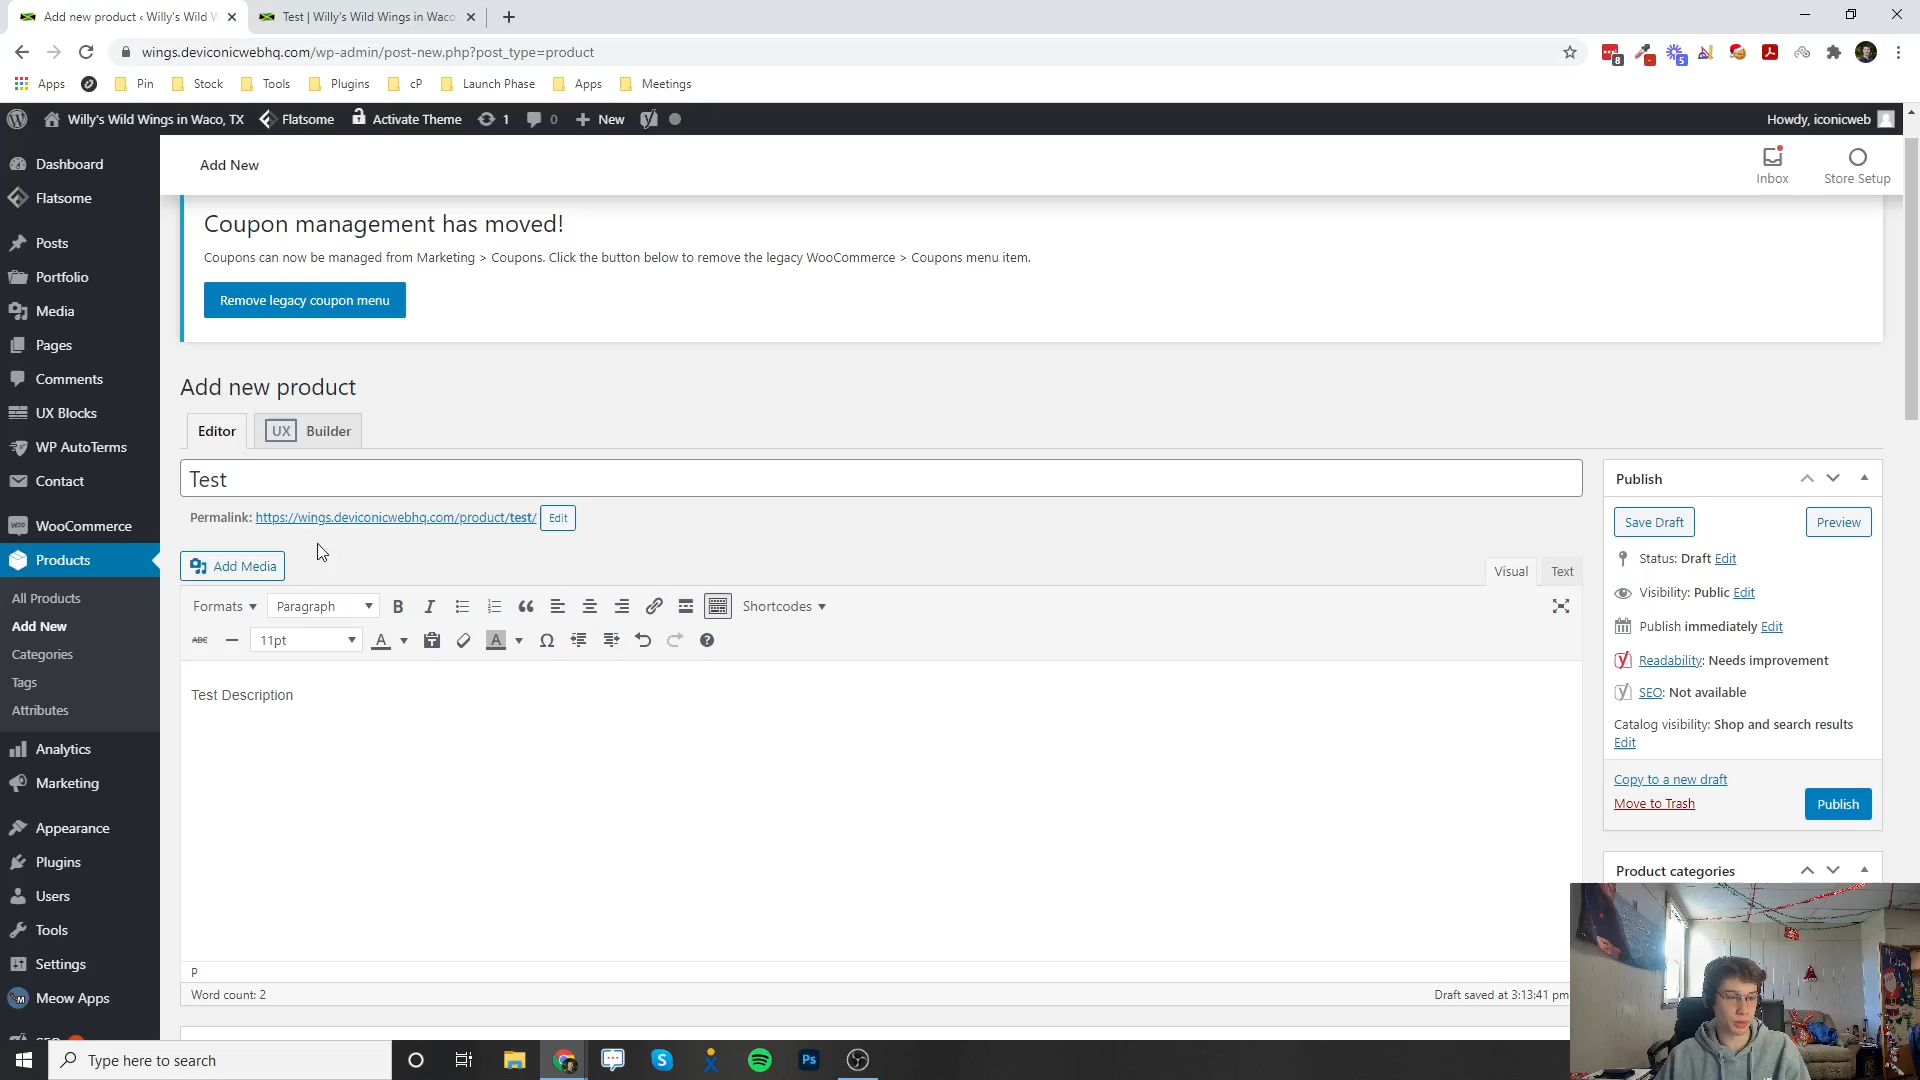 Add new product ‹ Willy's Wild W
Test | Willy's Wild Wings in Waco
wings.deviconicwebhq.com/wp-admin/post-new.php?post_type=product
8
5
Apps
Pin
Stock
Tools
Plugins
cP
Launch Phase
Apps
Meetings
Willy's Wild Wings in Waco, TX
Flatsome
Activate Theme
1
0
New
Howdy, iconicweb
Dashboard
Flatsome
Posts
Portfolio
Media
Pages
Comments
UX Blocks
WP AutoTerms
Contact
WooCommerce
Products
All Products
Add New
Categories
Tags
Attributes
Analytics
Marketing
Appearance
Plugins
Users
Tools
Settings
Meow Apps
Add New
Inbox
Store Setup
Coupon management has moved!
Coupons can now be managed from Marketing > Coupons. Click the button below to remove the legacy WooCommerce > Coupons menu item.
Remove legacy coupon menu
Add new product
Editor
UX Builder
Test
Permalink: https://wings.deviconicwebhq.com/product/test/ Edit
Add Media
Visual
Text
Formats
Paragraph
B
I
Shortcodes
ABC
11pt
A
A
Ω
Test Description
P
Word count: 2
Draft saved at 3:13:41 pm
Publish
Save Draft
Preview
Status: Draft Edit
Visibility: Public Edit
Publish immediately Edit
Readability: Needs improvement
SEO: Not available
Catalog visibility: Shop and search results
Edit
Copy to a new draft
Move to Trash
Publish
Product categories
Type here to search
Ps